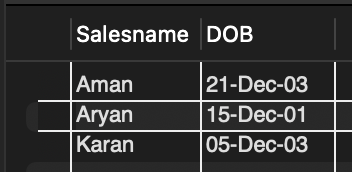 Salesname DOB
Aman 21-Dec-03
Aryan 15-Dec-01
Karan 05-Dec-03